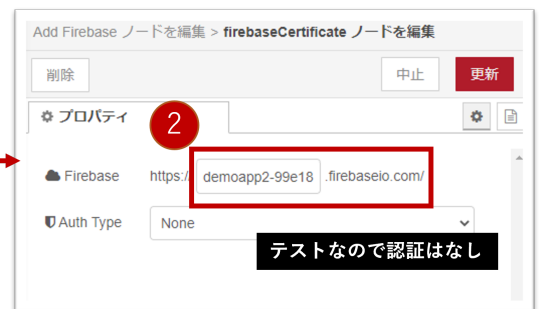 Add Firebase ノードを編集 > firebaseCertificate ノードを編集
削除 中止 更新
プロパティ 2
Firebase https:// demoapp2-99e18 .firebaseio.com/
Auth Type None
テストなので認証はなし